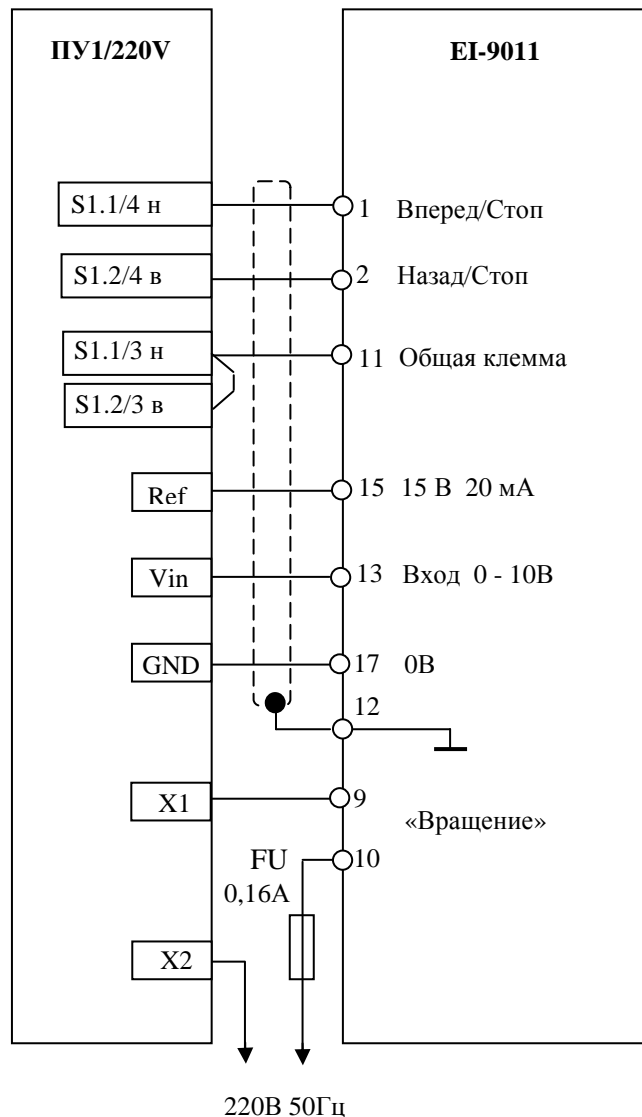 ПУ1/220V
EI-9011
S1.1/4 н
1 Вперед/Стоп
S1.2/4 в
2 Назад/Стоп
S1.1/3 н
11 Общая клемма
S1.2/3 в
Ref
15 15 В 20 мА
Vin
13 Вход 0 - 10В
GND
17 0В
12
X1
9
«Вращение»
FU
10
0,16А
X2
220В 50Гц